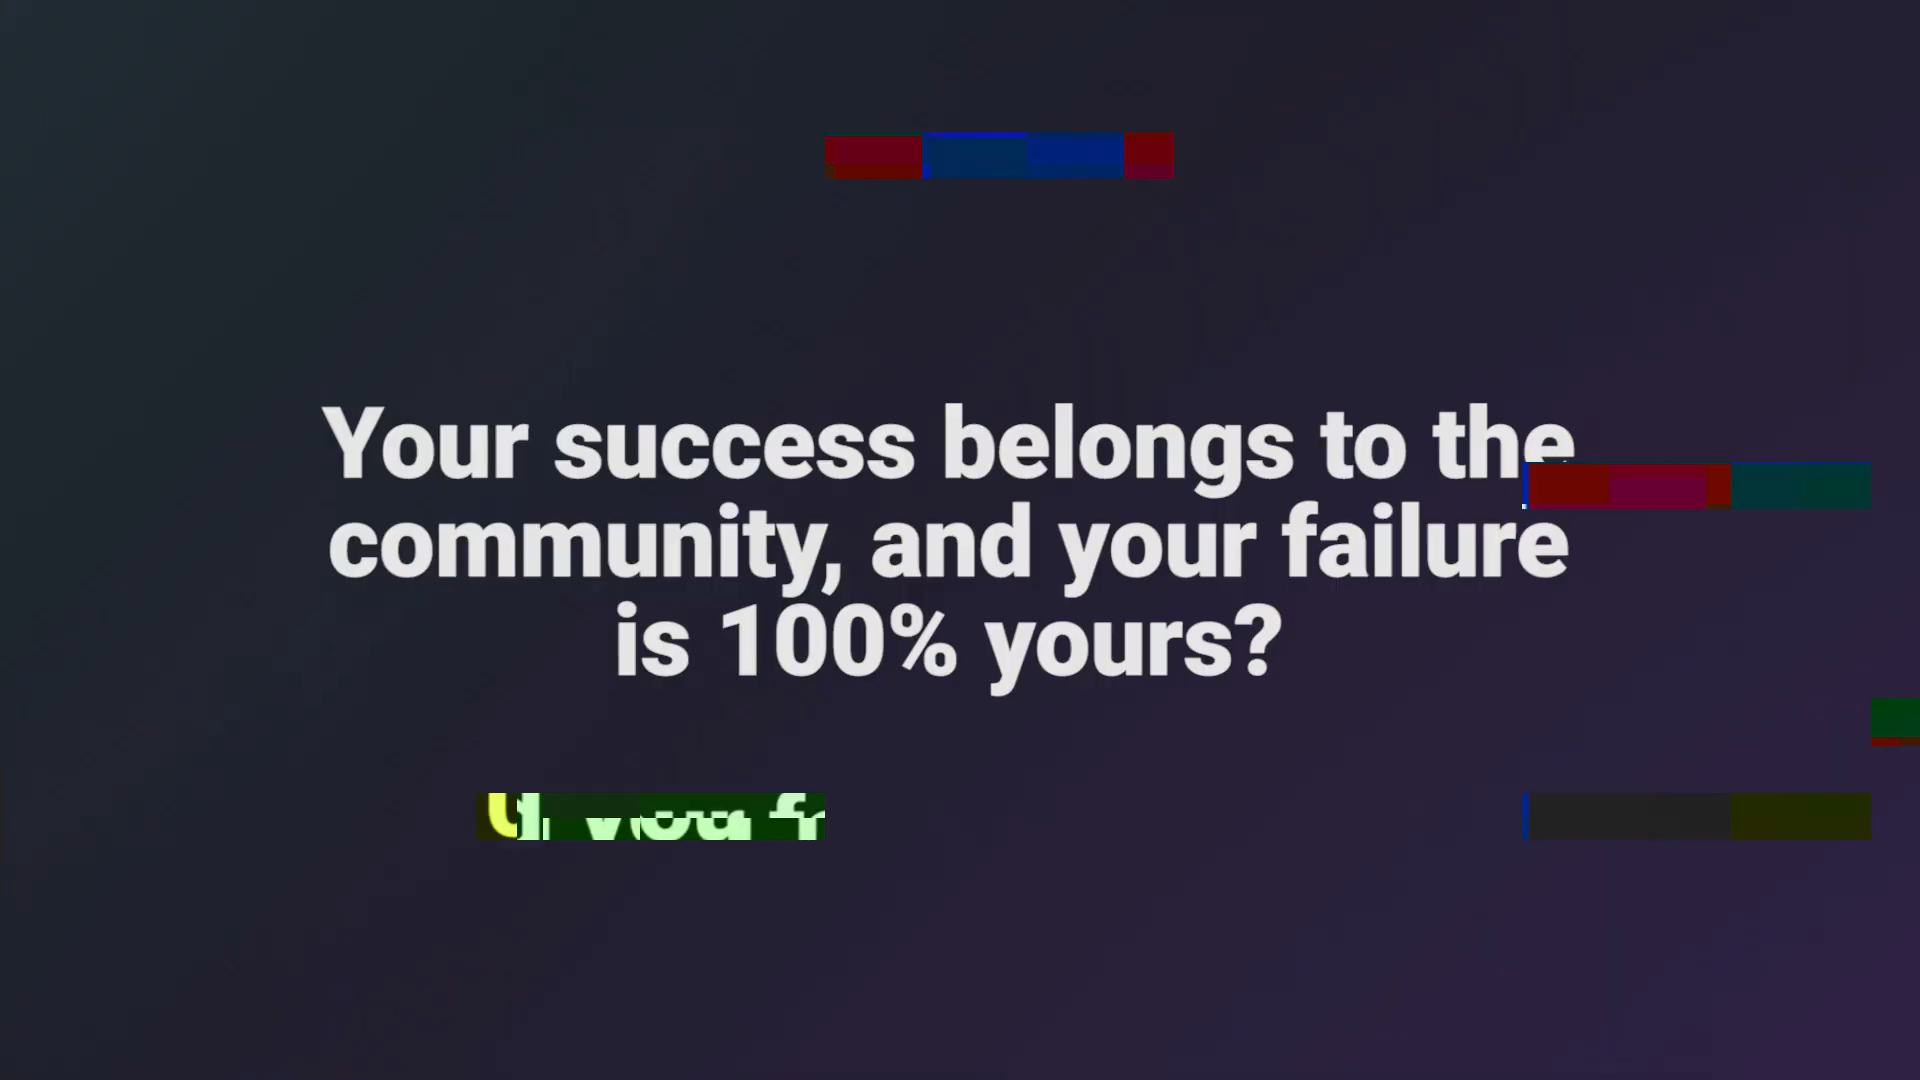 Your success belongs to the
community, and your failure
is 100% yours?